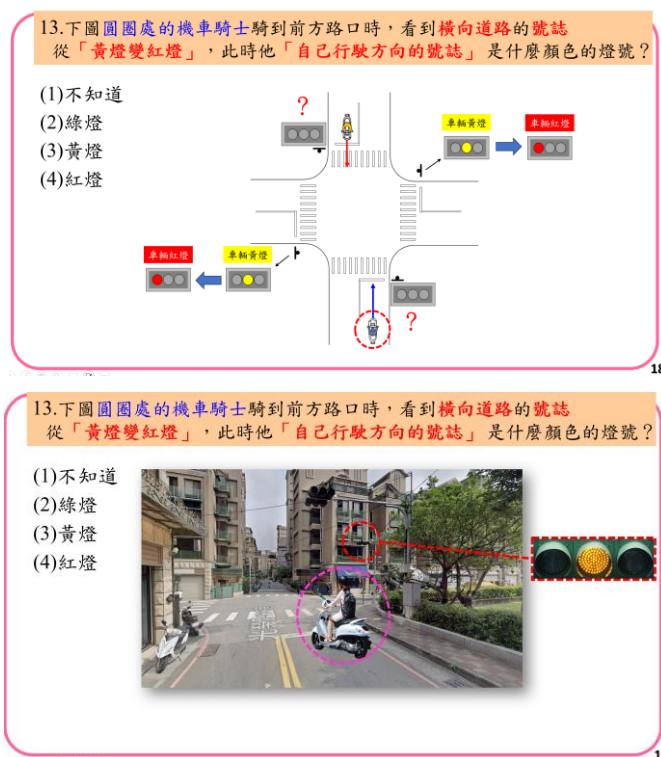 13.下圖圓圈處的機車騎士騎到前方路口時，看到橫向道路的號誌
從「黃燈變紅燈」，此時他「自己行駛方向的號誌」是什麼顏色的燈號？
(1)不知道
(2)綠燈
(3)黃燈
(4)紅燈
?
車輛黃燈
車輛紅燈
車輛紅燈
車輛黃燈
?
18
13.下圖圓圈處的機車騎士騎到前方路口時，看到橫向道路的號誌
從「黃燈變紅燈」，此時他「自己行駛方向的號誌」是什麼顏色的燈號？
(1)不知道
(2)綠燈
(3)黃燈
(4)紅燈